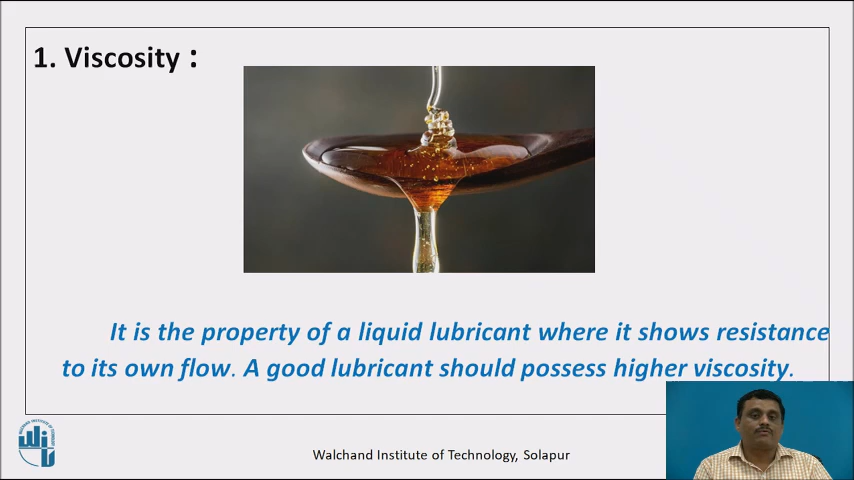 1. Viscosity :
It is the property of a liquid lubricant where it shows resistance
to its own flow. A good lubricant should possess higher viscosity.
Walchand Institute of Technology, Solapur